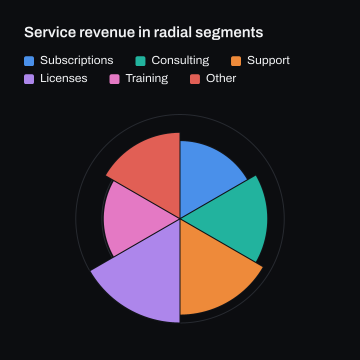 Service revenue in radial segments
Subscriptions Consulting Support
Licenses Training Other